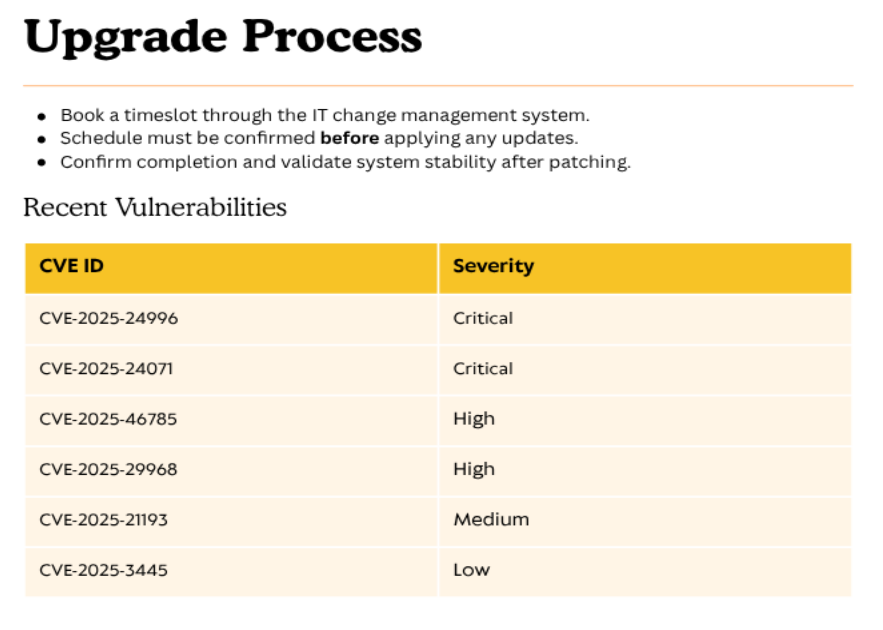 Upgrade Process
• Book a timeslot through the IT change management system.
• Schedule must be confirmed before applying any updates.
• Confirm completion and validate system stability after patching.
Recent Vulnerabilities
CVE ID Severity
CVE-2025-24996 Critical
CVE-2025-24071 Critical
CVE-2025-46785 High
CVE-2025-29968 High
CVE-2025-21193 Medium
CVE-2025-3445 Low